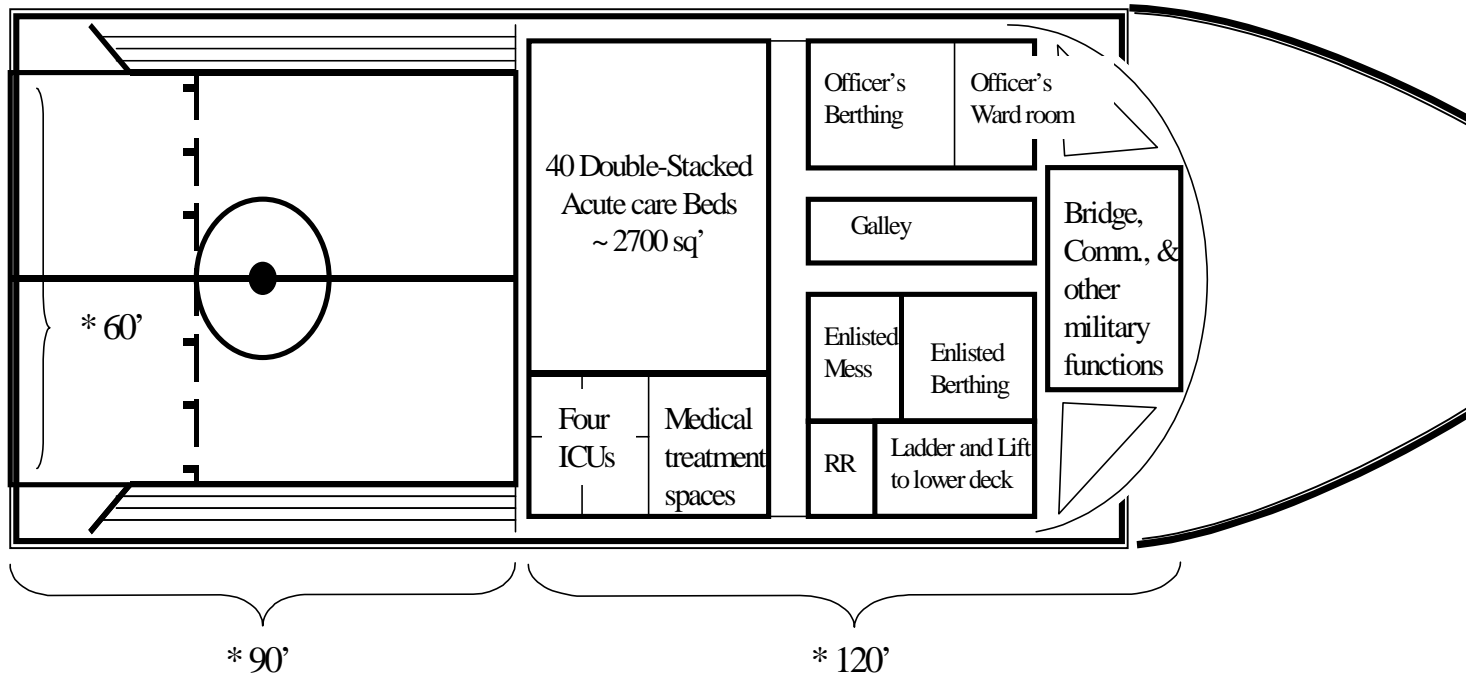 Officer’s
Berthing
Officer’s
Ward room
40 Double-Stacked
Acute care Beds
~ 2700 sq’
Galley
Bridge,
Comm., &
other
military
functions
* 60’
Enlisted
Mess
Enlisted
Berthing
Four
ICUs
Medical
treatment
spaces
RR
Ladder and Lift
to lower deck
* 90’
* 120’